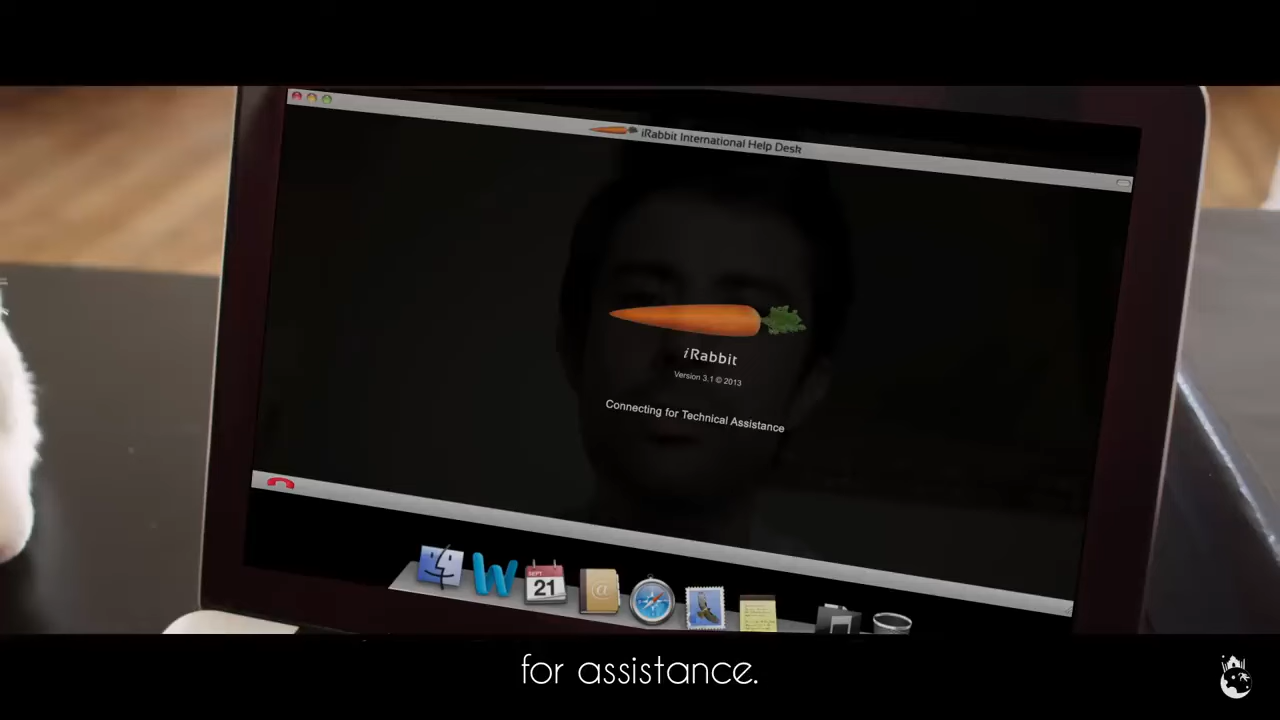 iRabbit International Help Desk
iRabbit
Version 3.1 © 2013
Connecting for Technical Assistance
SEPT
21
for assistance.